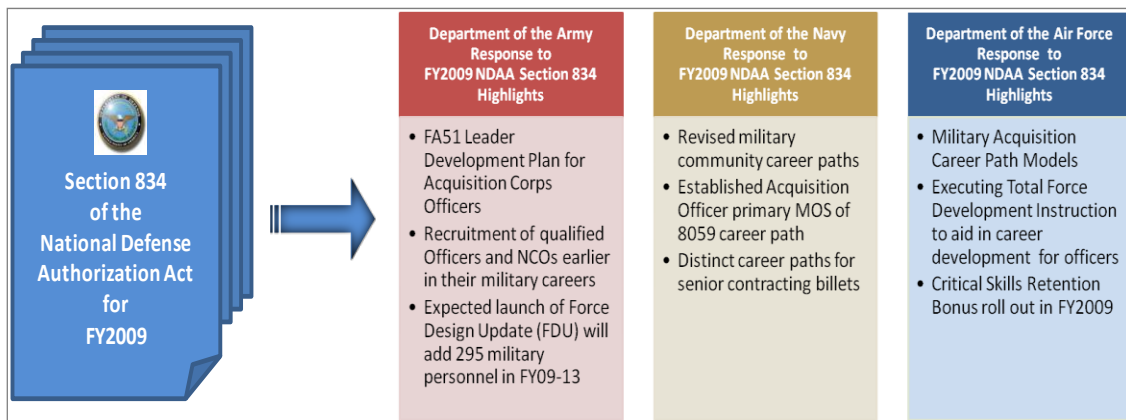 Section 834
of the
National Defense
Authorization Act
for
FY2009
Department of the Army
Response to
FY2009 NDAA Section 834
Highlights
• FA51 Leader
Development Plan for
Acquisition Corps
Officers
• Recruitment of qualified
Officers and NCOs earlier
in their military careers
• Expected launch of Force
Design Update (FDU) will
add 295 military
personnel in FY09-13
Department of the Navy
Response to
FY2009 NDAA Section 834
Highlights
• Revised military
community career paths
• Established Acquisition
Officer primary MOS of
8059 career path
• Distinct career paths for
senior contracting billets
Department of the Air Force
Response to
FY2009 NDAA Section 834
Highlights
• Military Acquisition
Career Path Models
• Executing Total Force
Development Instruction
to aid in career
development for officers
• Critical Skills Retention
Bonus roll out in FY2009